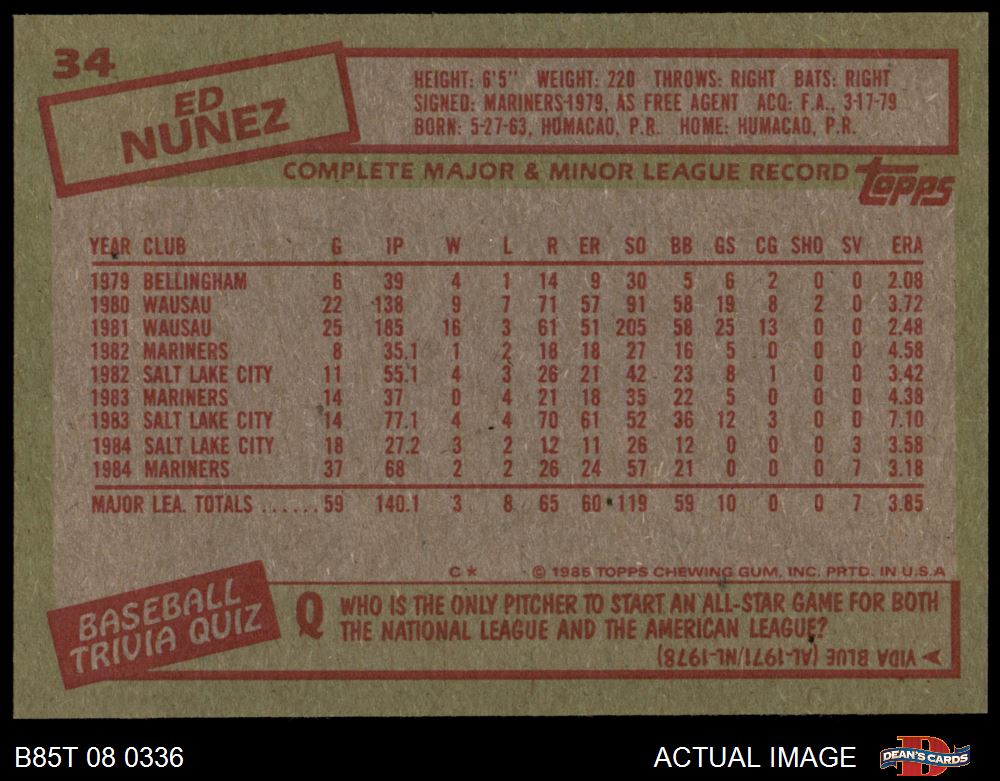 34
ED
NUNEZ
HEIGHT: 6'5" WEIGHT: 220 THROWS: RIGHT BATS: RIGHT
SIGNED: MARINERS-1979, AS FREE AGENT ACQ: F.A., 3-17-79
BORN: 5-27-63, HOMACAO, P.R. HOME: HUMACAO, P.R.
COMPLETE MAJOR & MINOR LEAGUE RECORD topps
YEAR CLUB G IP W L R ER SO BB GS CG SHO SV ERA
1979 BELLINGHAM 6 39 4 1 14 9 30 5 6 2 0 0 2.08
1980 WAUSAU 22 138 9 7 71 57 91 58 19 8 2 0 3.72
1981 WAUSAU 25 185 16 3 61 51 205 58 25 13 0 0 2.48
1982 MARINERS 8 35.1 1 2 18 18 27 16 5 0 0 0 4.58
1982 SALT LAKE CITY 11 55.1 4 3 26 21 42 23 8 1 0 0 3.42
1983 MARINERS 14 37 0 4 21 18 35 22 5 0 0 0 4.38
1983 SALT LAKE CITY 14 77.1 4 4 70 61 52 36 12 3 0 0 7.10
1984 SALT LAKE CITY 18 27.2 3 2 12 11 26 12 0 0 0 3 3.58
1984 MARINERS 37 68 2 2 26 24 57 21 0 0 0 7 3.18
MAJOR LEA. TOTALS ......59 140.1 3 8 65 60 119 59 10 0 0 7 3.85
C* © 1985 TOPPS CHEWING GUM, INC. PRTD. IN U.S.A
BASEBALL
TRIVIA QUIZ
Q WHO IS THE ONLY PITCHER TO START AN ALL-STAR GAME FOR BOTH
THE NATIONAL LEAGUE AND THE AMERICAN LEAGUE?
VIDA BLUE (AL-1971/NL-1978)
B85T 08 0336
ACTUAL IMAGE
DEAN'S CARDS